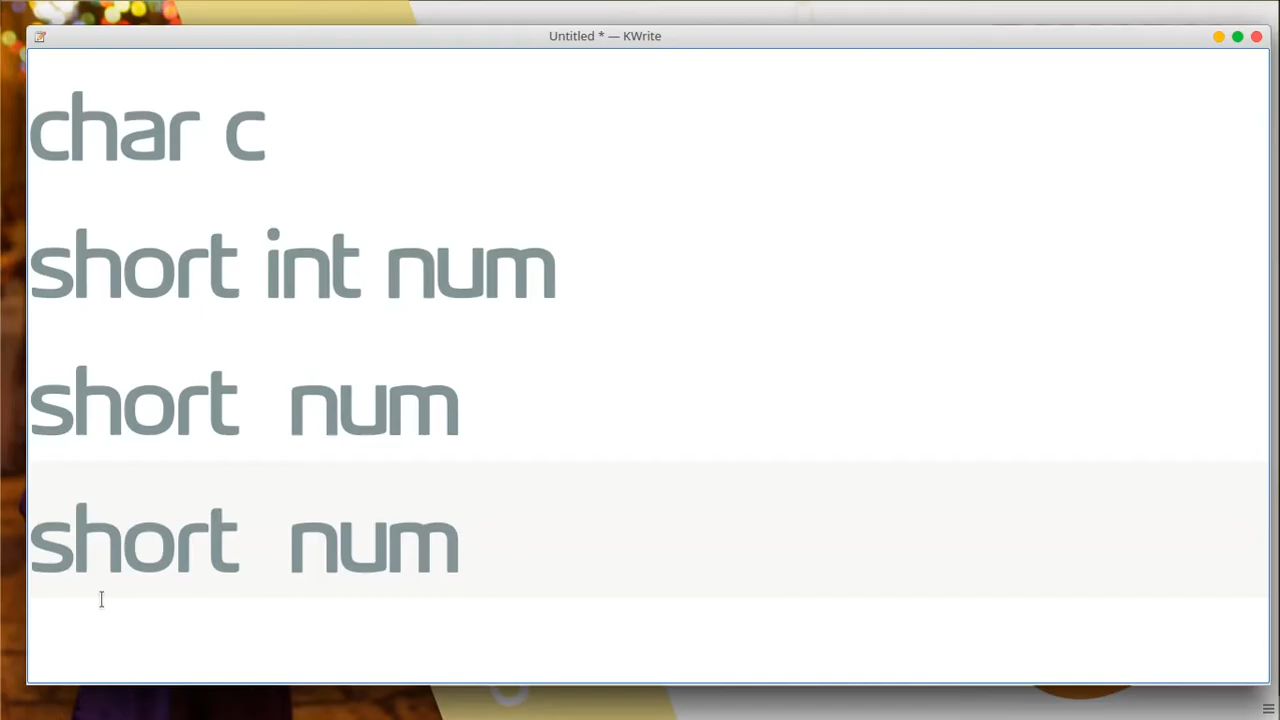 Untitled * — KWrite
char c
short int num
short  num
short  num